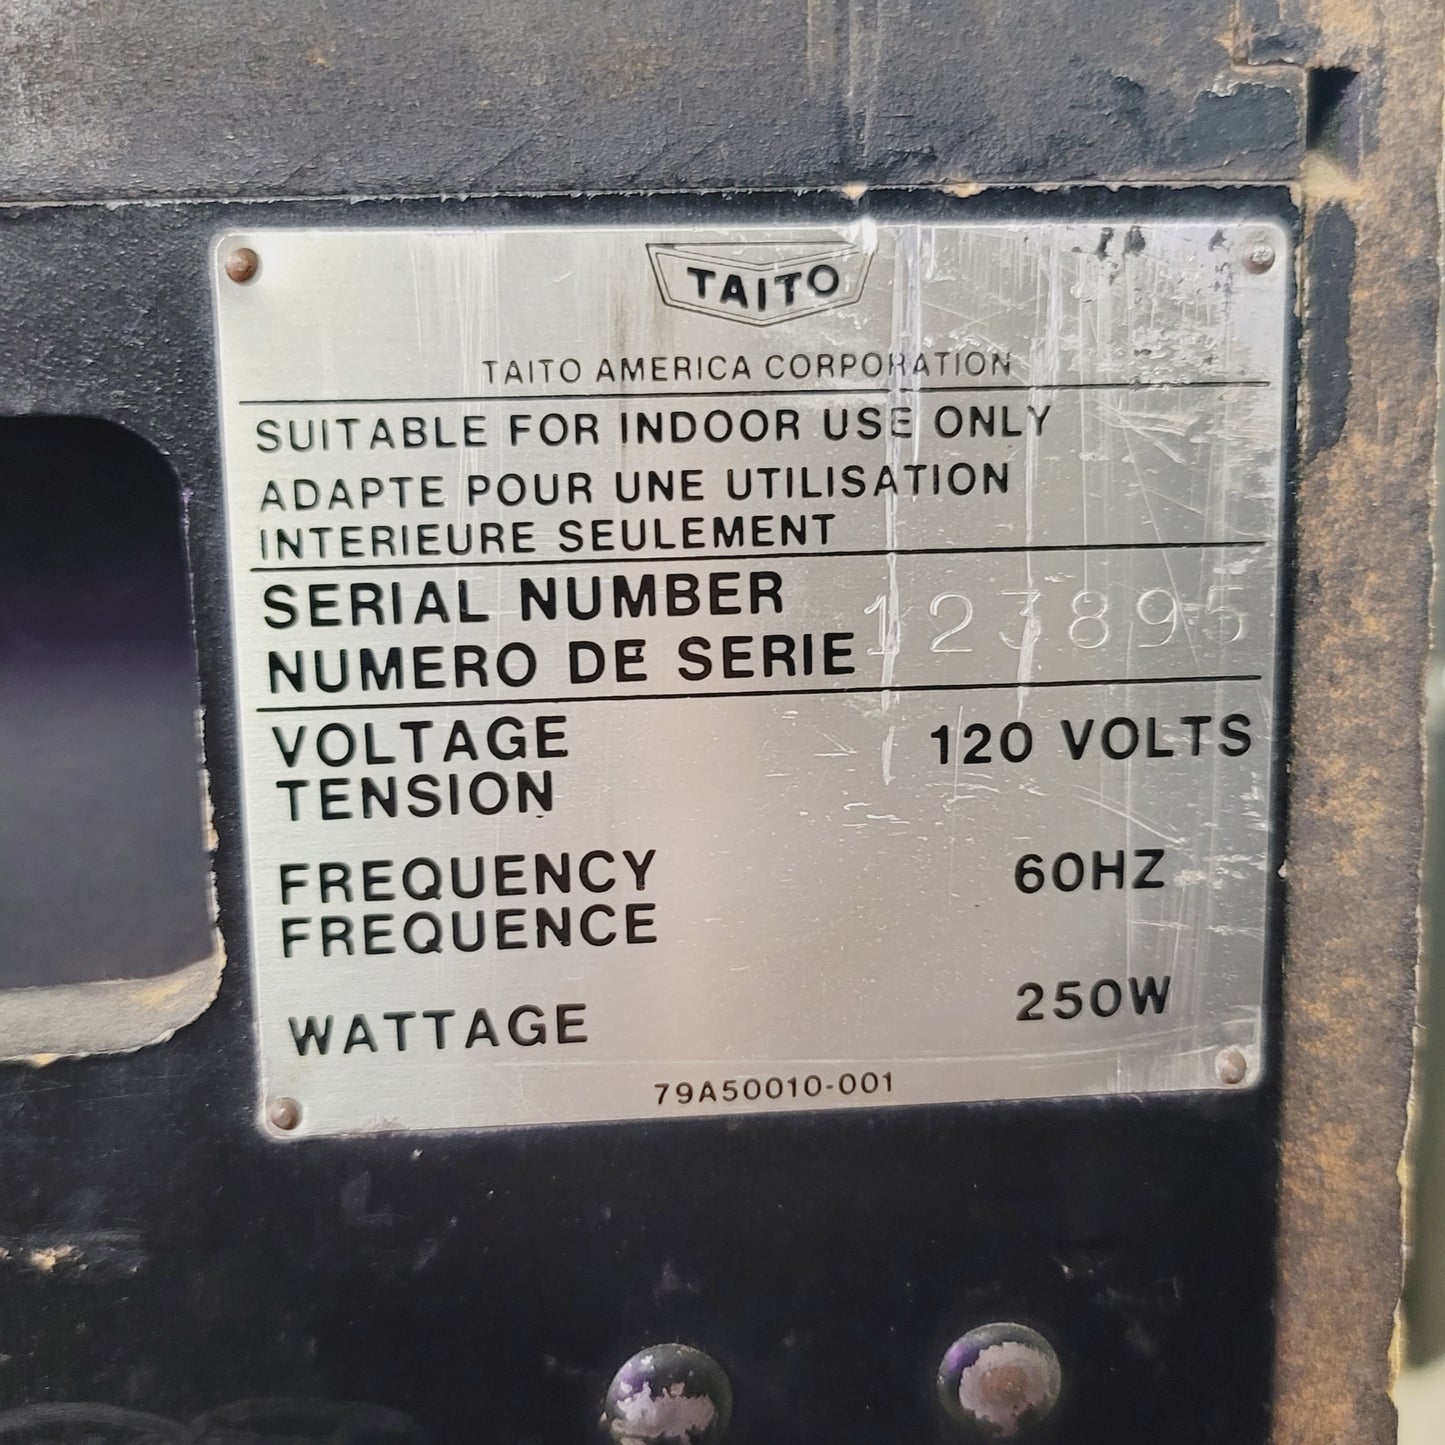 TAITO
TAITO AMERICA CORPORATION
SUITABLE FOR INDOOR USE ONLY
ADAPTE POUR UNE UTILISATION
INTERIEURE SEULEMENT
SERIAL NUMBER
NUMERO DE SERIE 123895
VOLTAGE 120 VOLTS
TENSION
FREQUENCY 60HZ
FREQUENCE
WATTAGE 250W
79A50010-001